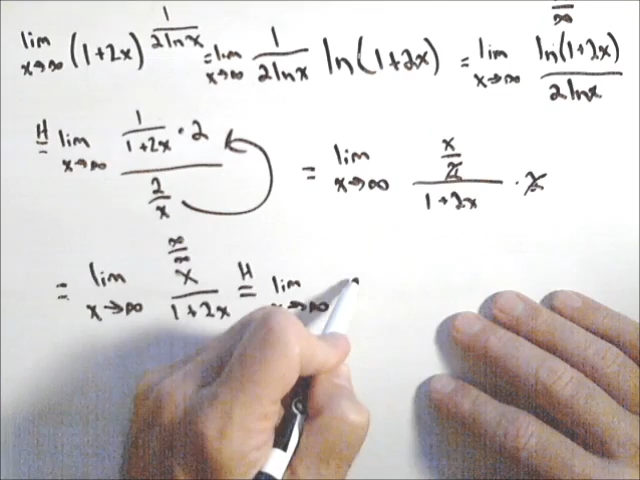 ∞/∞
lim x→∞ (1+2x)^(1/(2lnx)) = lim x→∞ 1/(2lnx) ln(1+2x) = lim x→∞ ln(1+2x)/(2lnx)
H= lim x→∞ (1/(1+2x) · 2)/(2/x) = lim x→∞ (x/2)/(1+2x) · 2
∞/∞
= lim x→∞ x/(1+2x) H= lim x→∞